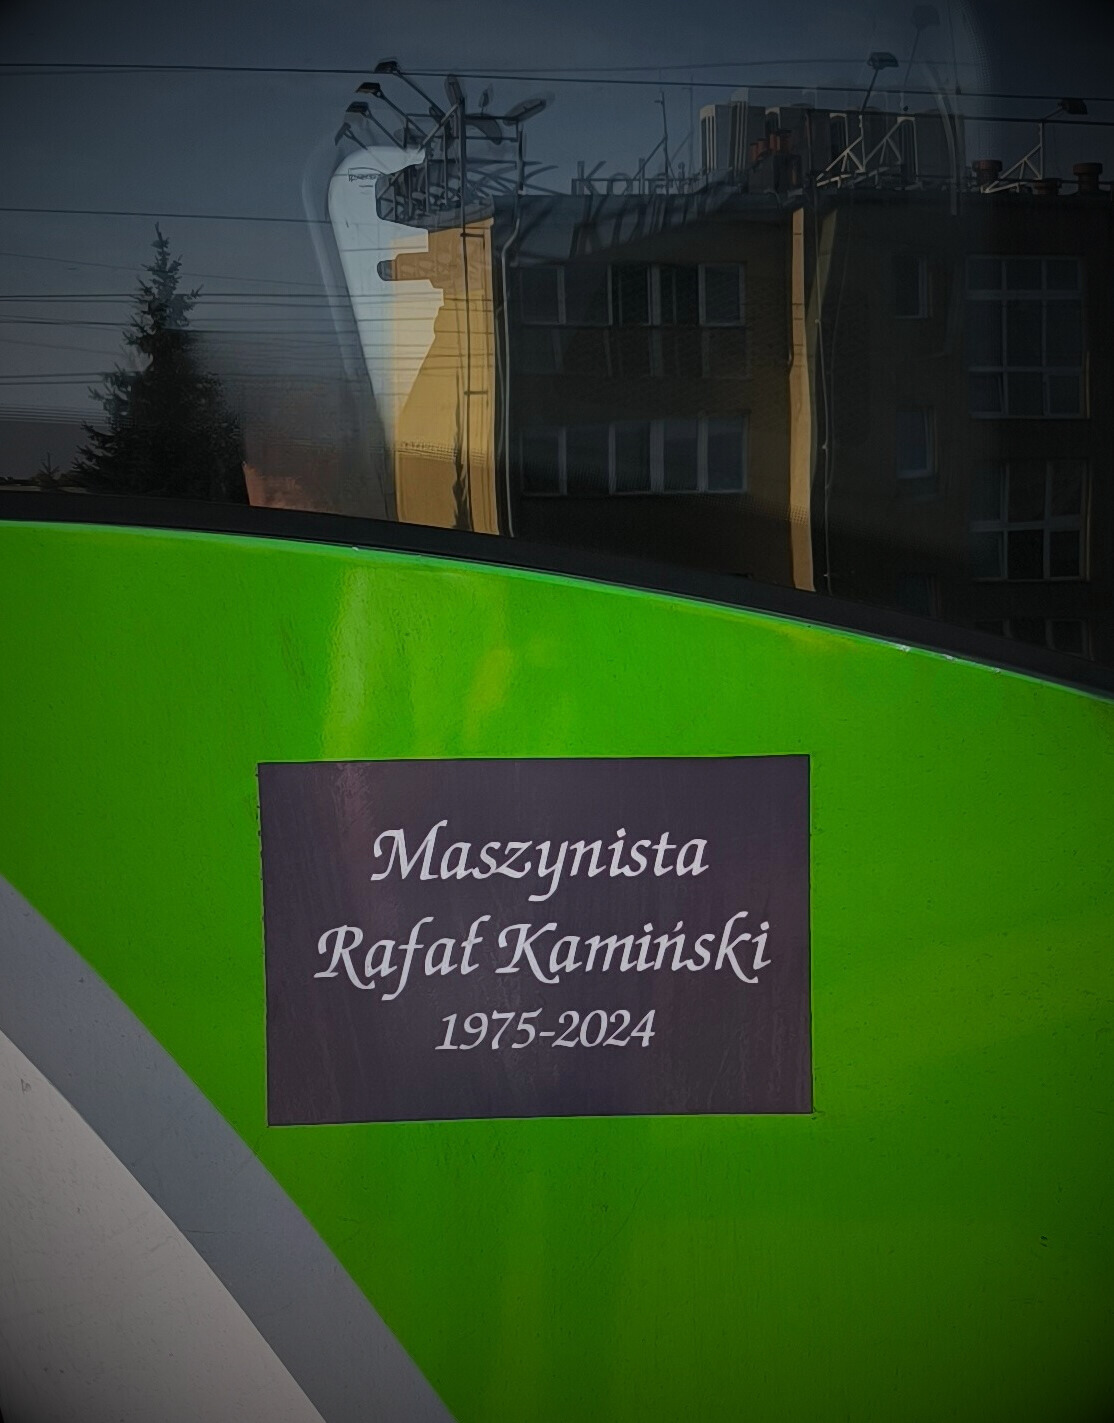 Maszynista
Rafał Kamiński
1975-2024